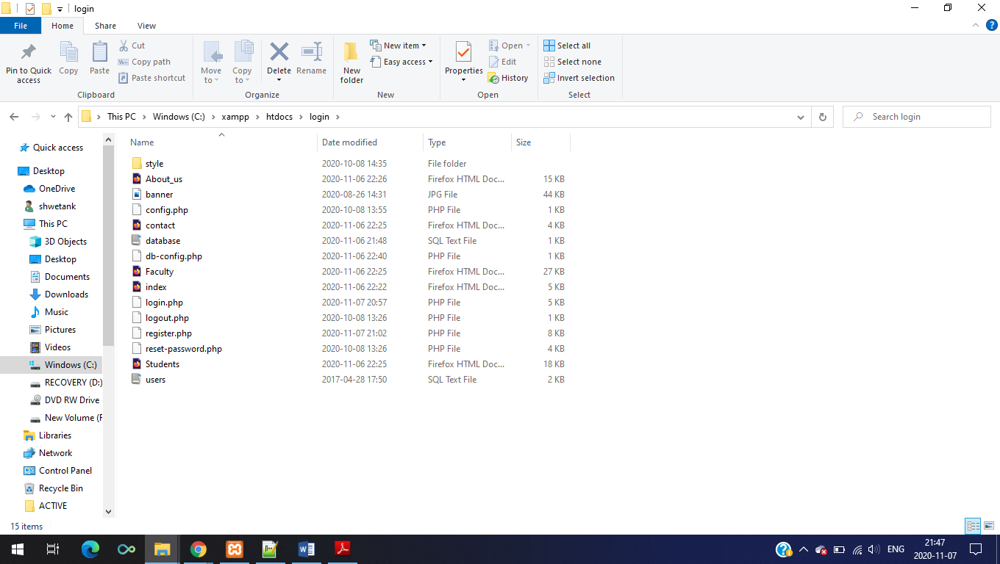 login
File Home Share View
Pin to Quick access
Copy
Paste
Cut
Copy path
Paste shortcut
Clipboard
Move to
Copy to
Delete
Rename
Organize
New folder
New item
Easy access
New
Properties
Open
Edit
History
Open
Select all
Select none
Invert selection
Select
This PC > Windows (C:) > xampp > htdocs > login >
Search login
Quick access
Desktop
OneDrive
shwetank
This PC
3D Objects
Desktop
Documents
Downloads
Music
Pictures
Videos
Windows (C:)
RECOVERY (D:)
DVD RW Drive
New Volume (F
Libraries
Network
Control Panel
Recycle Bin
ACTIVE
Name Date modified Type Size
style 2020-10-08 14:35 File folder
About_us 2020-11-06 22:26 Firefox HTML Doc... 15 KB
banner 2020-08-26 14:31 JPG File 44 KB
config.php 2020-10-08 13:55 PHP File 1 KB
contact 2020-11-06 22:25 Firefox HTML Doc... 4 KB
database 2020-11-06 21:48 SQL Text File 1 KB
db-config.php 2020-11-06 22:40 PHP File 1 KB
Faculty 2020-11-06 22:25 Firefox HTML Doc... 27 KB
index 2020-11-06 22:22 Firefox HTML Doc... 5 KB
login.php 2020-11-07 20:57 PHP File 5 KB
logout.php 2020-10-08 13:26 PHP File 1 KB
register.php 2020-11-07 21:02 PHP File 8 KB
reset-password.php 2020-10-08 13:26 PHP File 4 KB
Students 2020-11-06 22:25 Firefox HTML Doc... 18 KB
users 2017-04-28 17:50 SQL Text File 2 KB
15 items
ENG
21:47
2020-11-07